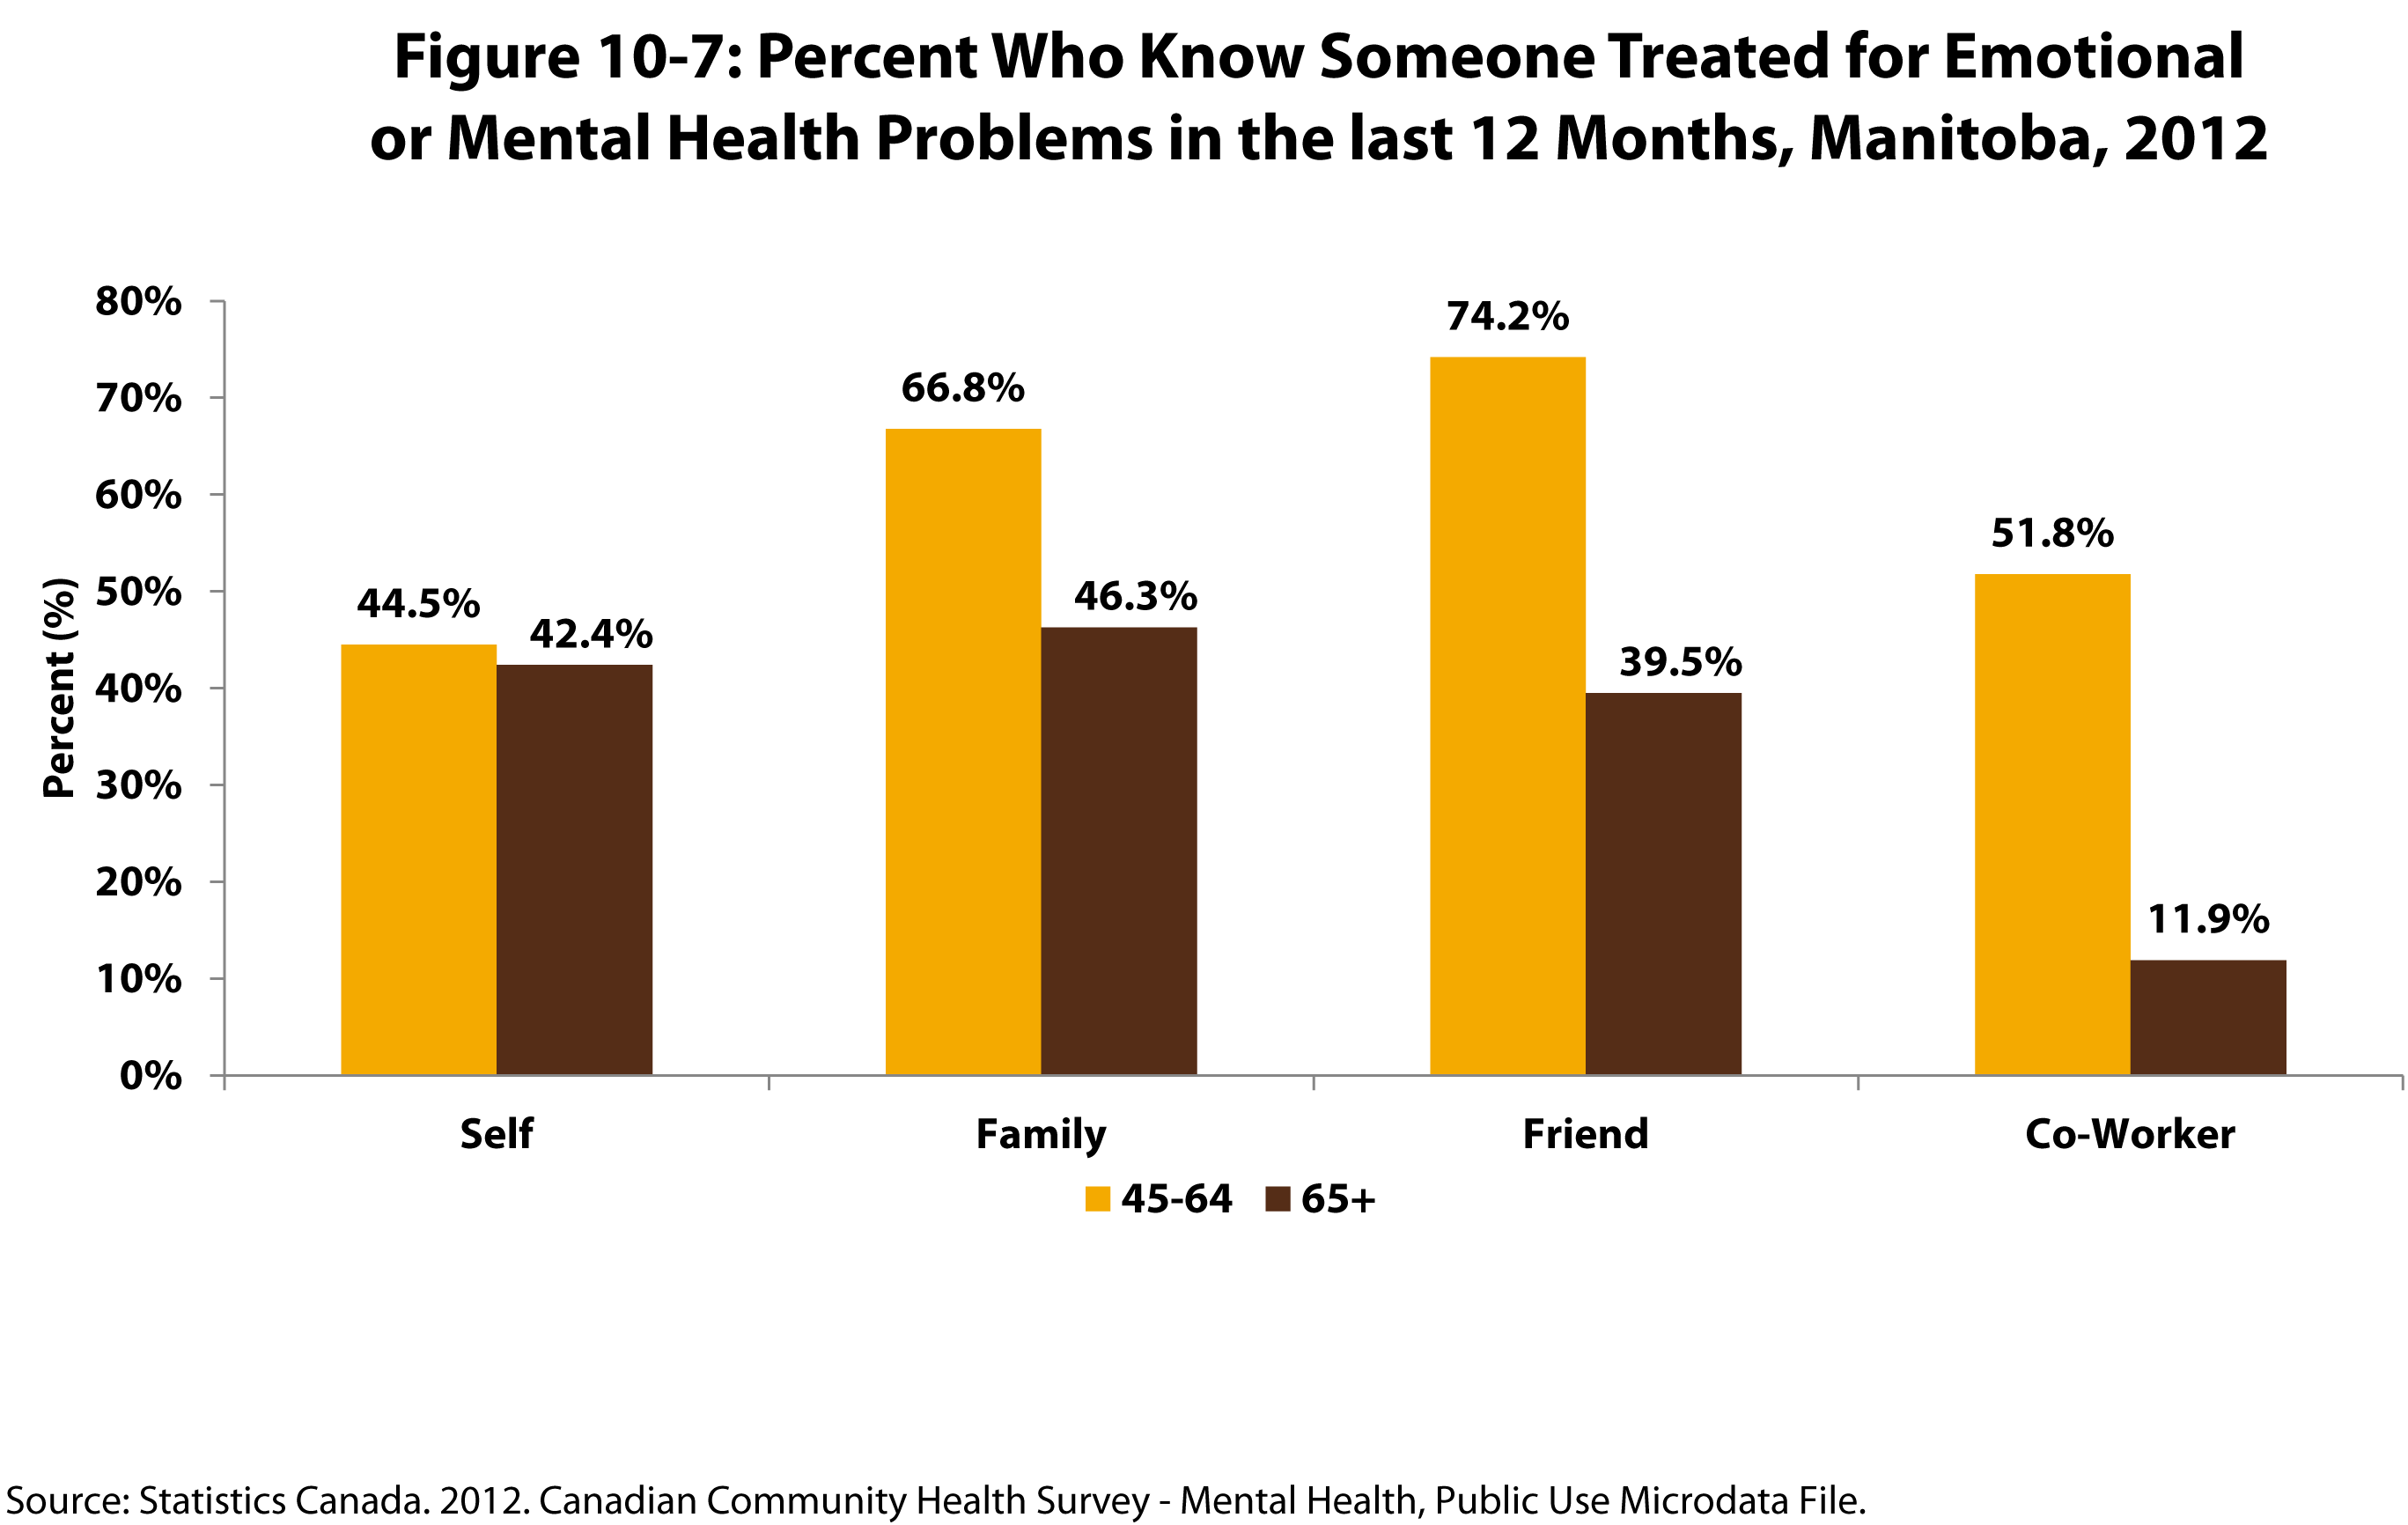 Figure 10-7: Percent Who Know Someone Treated for Emotional
or Mental Health Problems in the last 12 Months, Manitoba, 2012
80%
70%
60%
50%
40%
30%
20%
10%
0%
Percent (%)
44.5%
42.4%
66.8%
46.3%
74.2%
39.5%
51.8%
11.9%
Self
Family
Friend
Co-Worker
45-64
65+
Source: Statistics Canada. 2012. Canadian Community Health Survey - Mental Health, Public Use Microdata File.